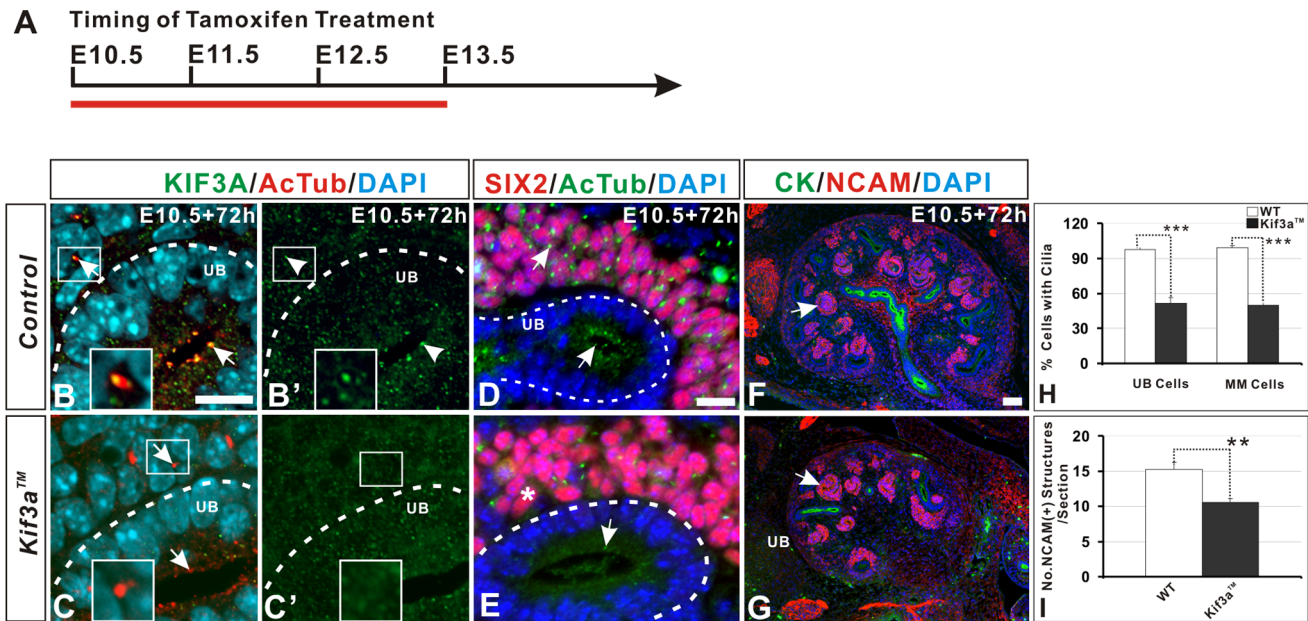 A
Timing of Tamoxifen Treatment
E10.5 E11.5 E12.5 E13.5
KIF3A/AcTub/DAPI
SIX2/AcTub/DAPI
CK/NCAM/DAPI
Control
E10.5+72h
UB
B
E10.5+72h
UB
B'
E10.5+72h
UB
D
E10.5+72h
F
WT
Kif3a™
% Cells with Cilia
120
90
60
30
0
***
***
UB Cells
MM Cells
H
Kif3a™
UB
C
UB
C'
*
UB
E
UB
G
No.NCAM(+) Structures
/Section
20
15
10
5
0
**
WT
Kif3a™
I